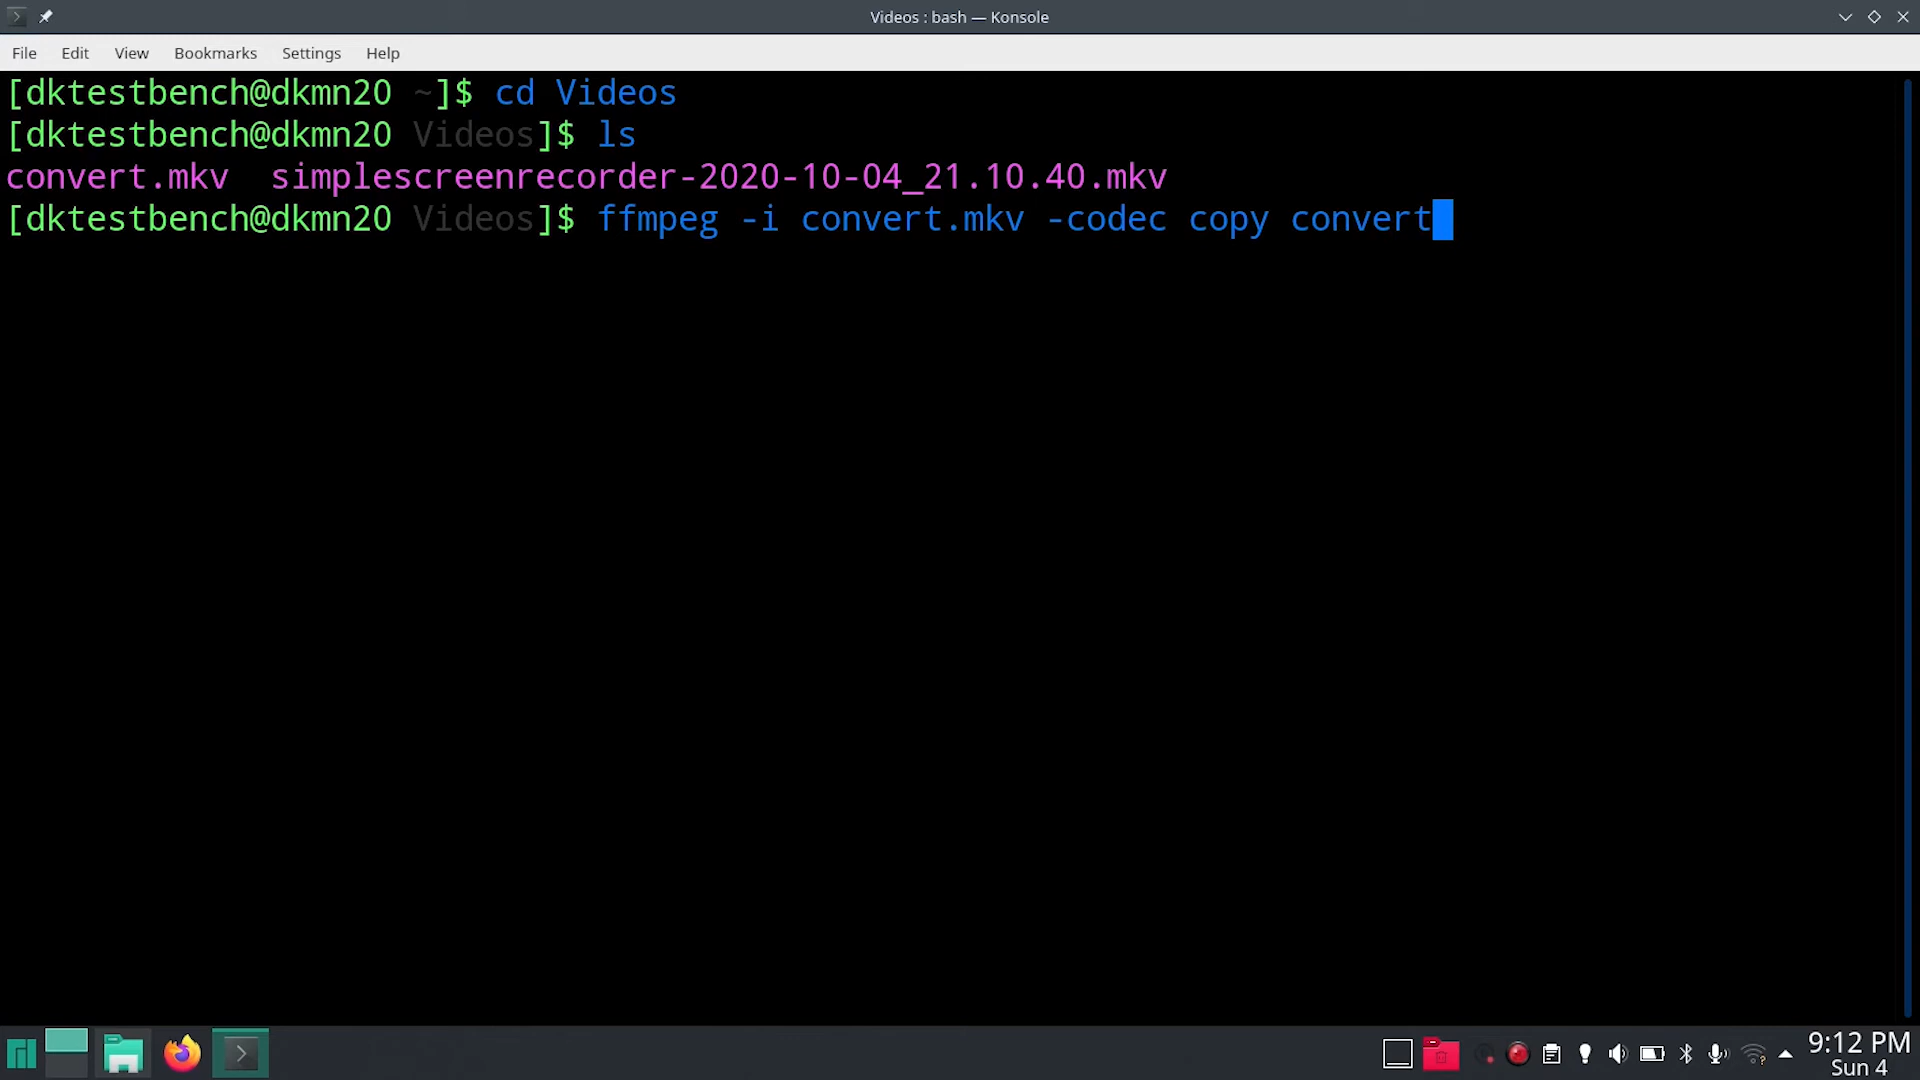 Videos : bash — Konsole
File Edit View Bookmarks Settings Help
[dktestbench@dkmn20 ~]$ cd Videos
[dktestbench@dkmn20 Videos]$ ls
convert.mkv  simplescreenrecorder-2020-10-04_21.10.40.mkv
[dktestbench@dkmn20 Videos]$ ffmpeg -i convert.mkv -codec copy convert
9:12 PM
Sun 4